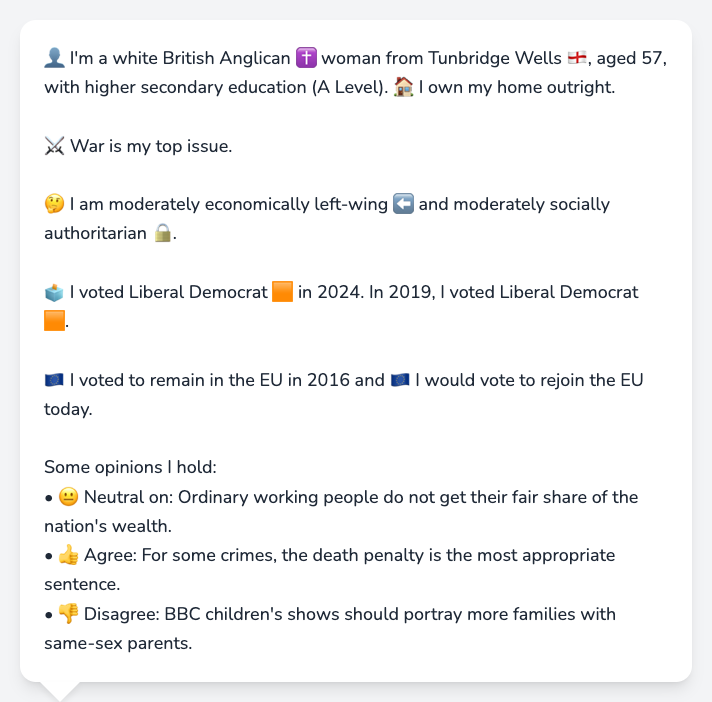 👤 I'm a white British Anglican ✝️ woman from Tunbridge Wells 🏴󠁧󠁢󠁥󠁮󠁧󠁿, aged 57,
with higher secondary education (A Level). 🏠 I own my home outright.
⚔️ War is my top issue.
🤔 I am moderately economically left-wing ⬅️ and moderately socially
authoritarian 🔒.
🗳️ I voted Liberal Democrat 🟧 in 2024. In 2019, I voted Liberal Democrat
🟧.
🇪🇺 I voted to remain in the EU in 2016 and 🇪🇺 I would vote to rejoin the EU
today.
Some opinions I hold:
• 😐 Neutral on: Ordinary working people do not get their fair share of the
nation's wealth.
• 👍 Agree: For some crimes, the death penalty is the most appropriate
sentence.
• 👎 Disagree: BBC children's shows should portray more families with
same-sex parents.